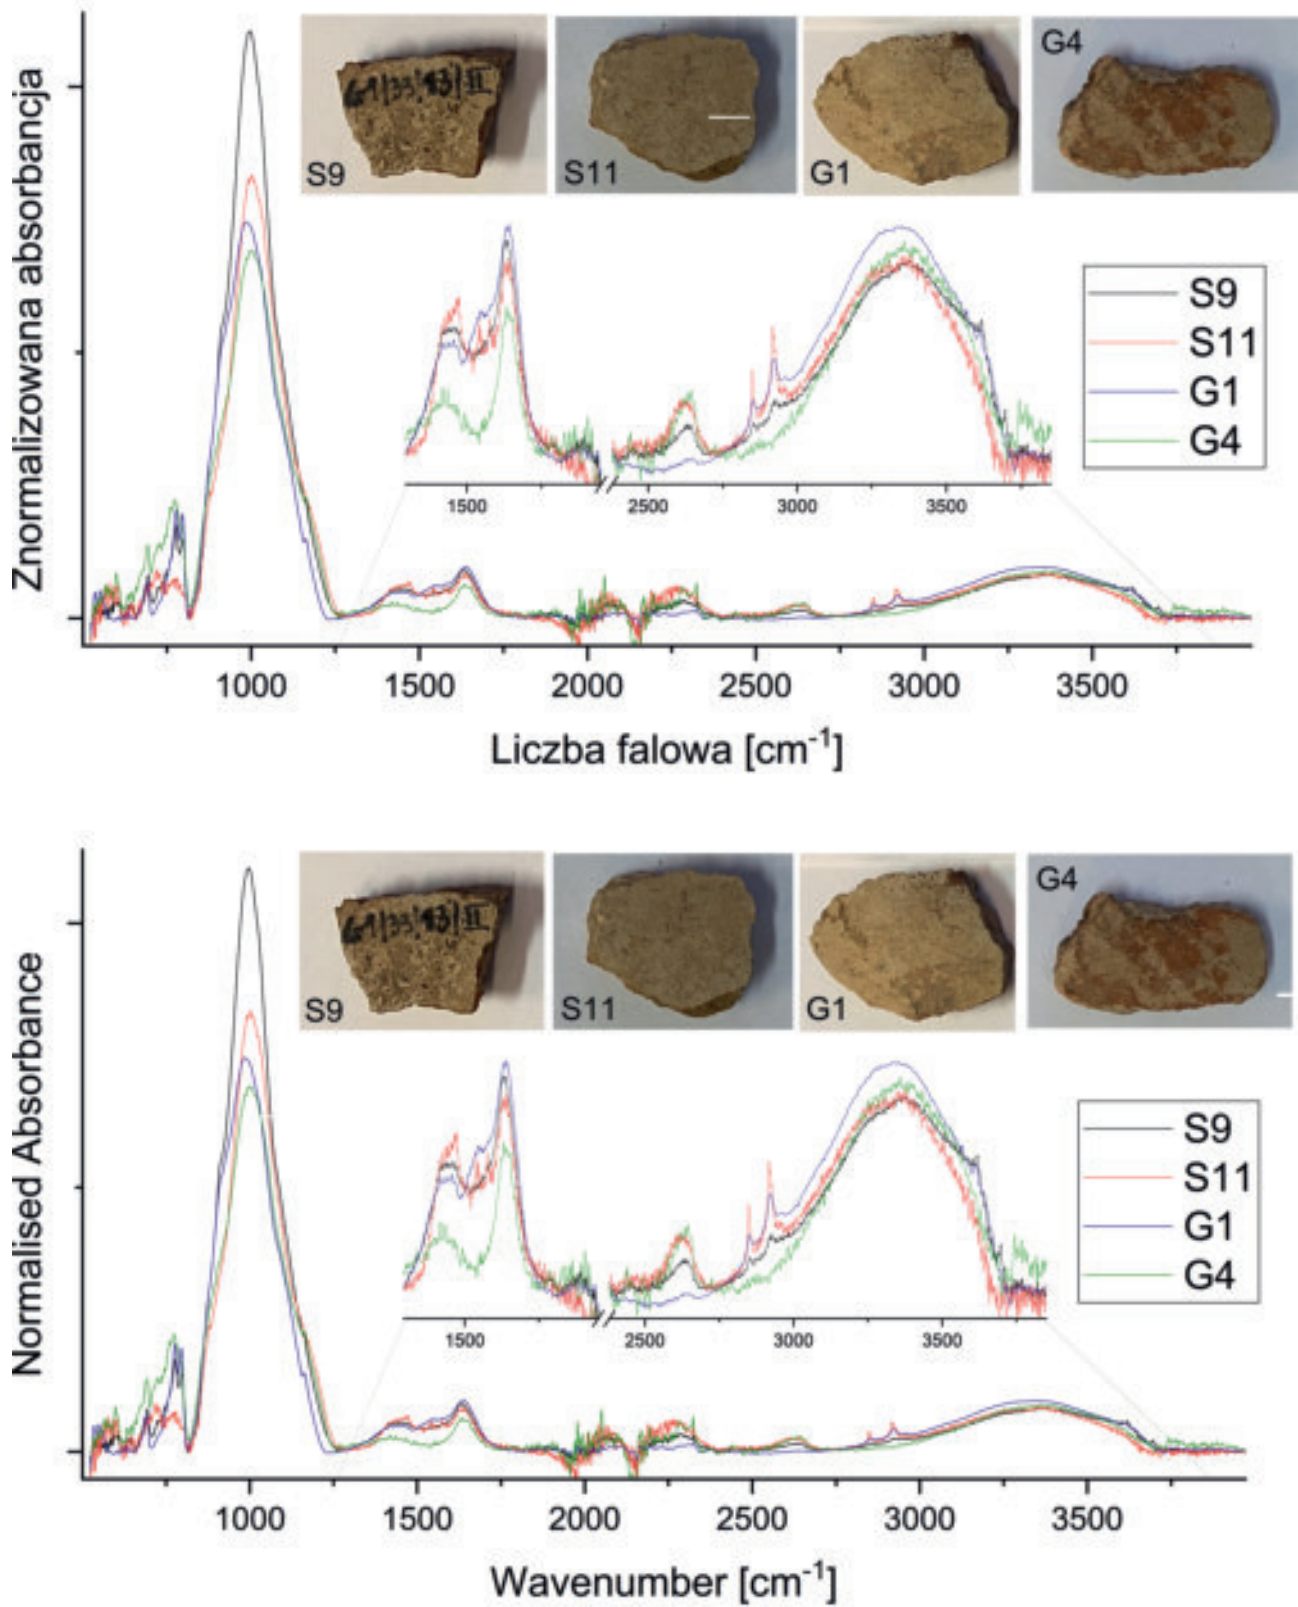 G4
S9
S11
G1
S9
S11
G1
G4
1500
2500
3000
3500
1000
1500
2000
2500
3000
3500
Znormalizowana absorbancja
Liczba falowa [cm⁻¹]
G4
S9
S11
G1
S9
S11
G1
G4
1500
2500
3000
3500
1000
1500
2000
2500
3000
3500
Normalised Absorbance
Wavenumber [cm⁻¹]